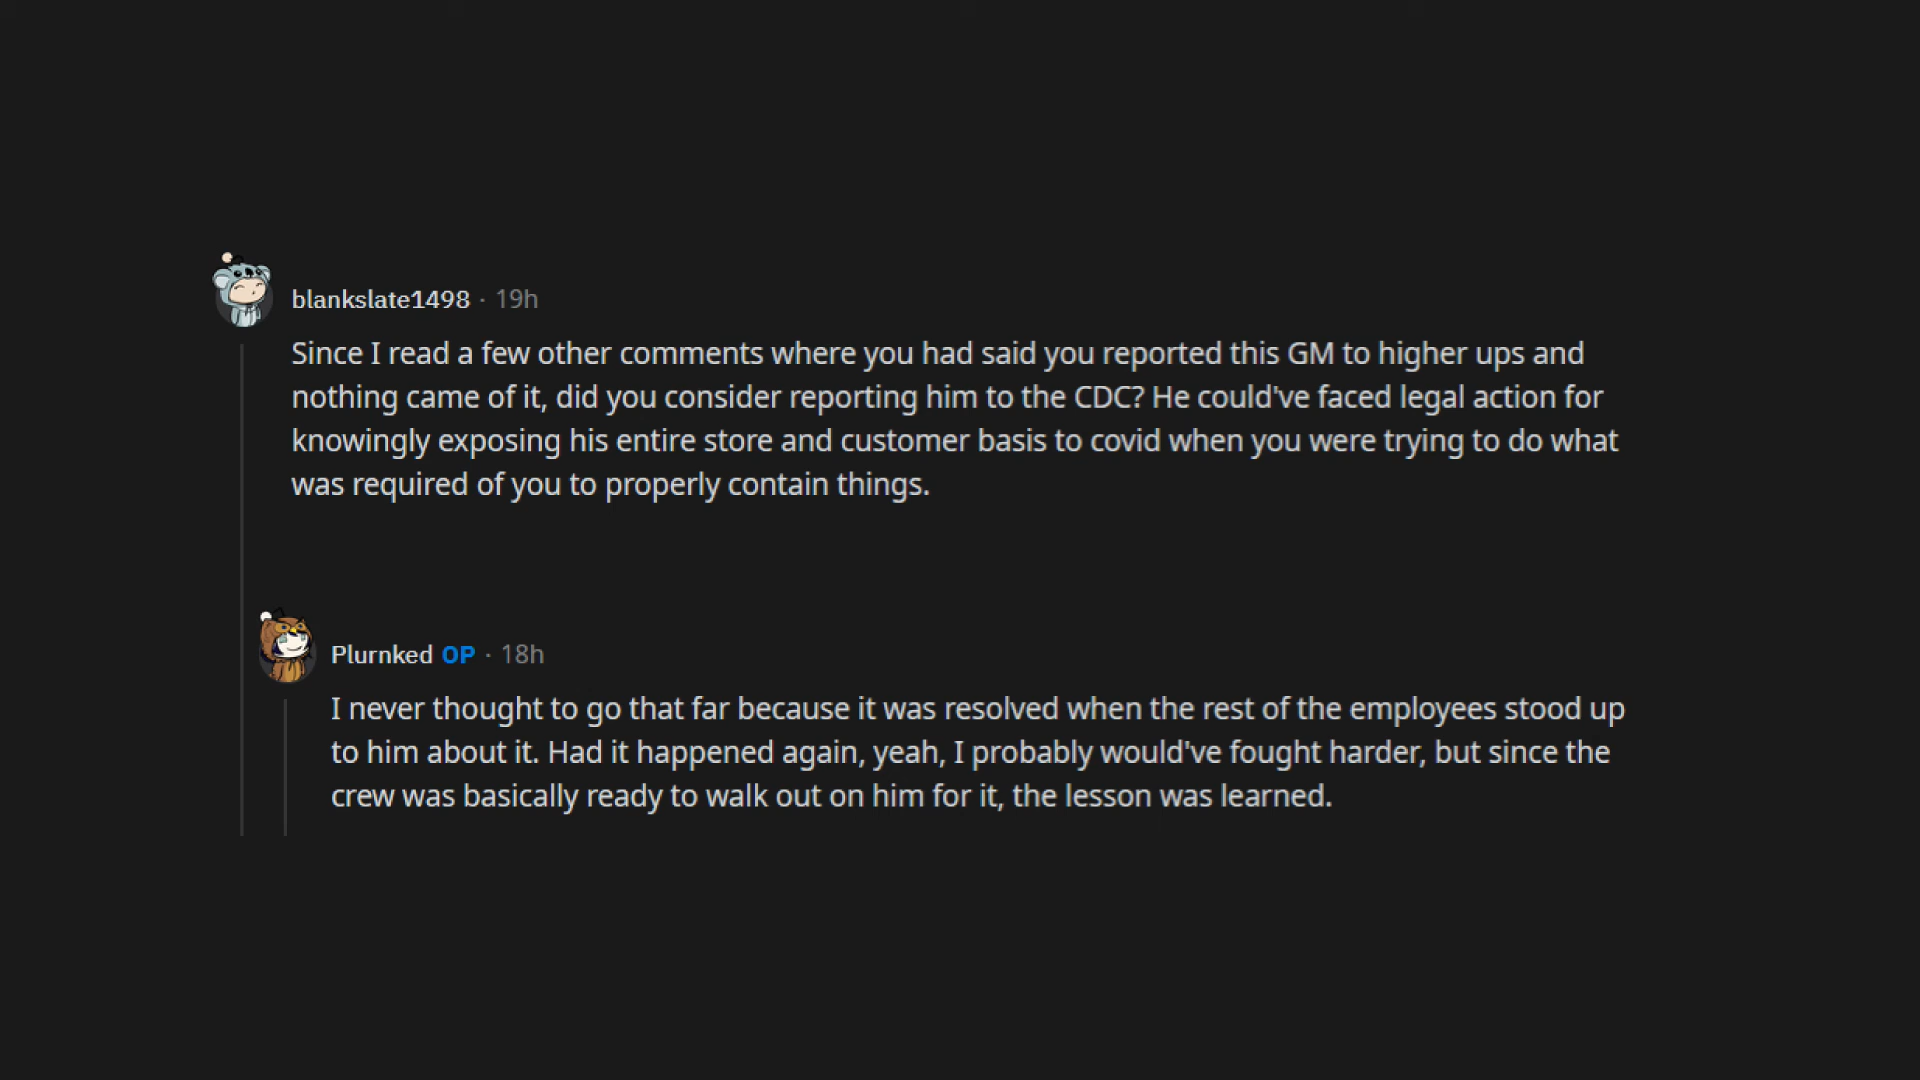 blankslate1498 · 19h
Since I read a few other comments where you had said you reported this GM to higher ups and
nothing came of it, did you consider reporting him to the CDC? He could've faced legal action for
knowingly exposing his entire store and customer basis to covid when you were trying to do what
was required of you to properly contain things.
Plurnked OP · 18h
I never thought to go that far because it was resolved when the rest of the employees stood up
to him about it. Had it happened again, yeah, I probably would've fought harder, but since the
crew was basically ready to walk out on him for it, the lesson was learned.